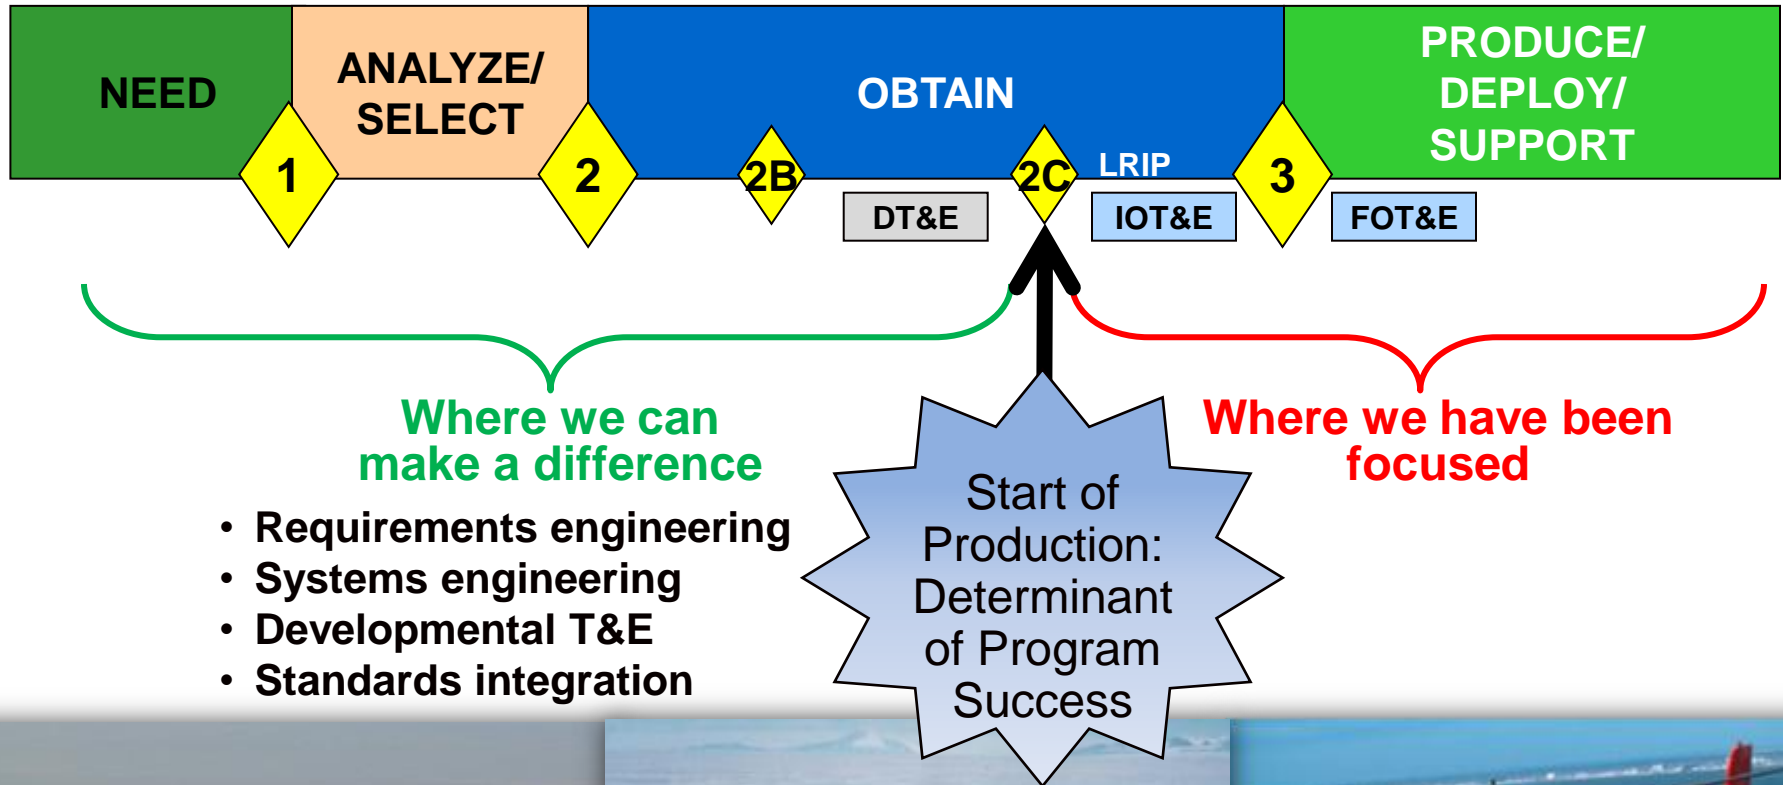 NEED
ANALYZE/
SELECT
OBTAIN
PRODUCE/
DEPLOY/
SUPPORT
1
2
2B
2C
LRIP
3
DT&E
IOT&E
FOT&E
Where we can
make a difference
• Requirements engineering
• Systems engineering
• Developmental T&E
• Standards integration
Start of
Production:
Determinant
of Program
Success
Where we have been
focused